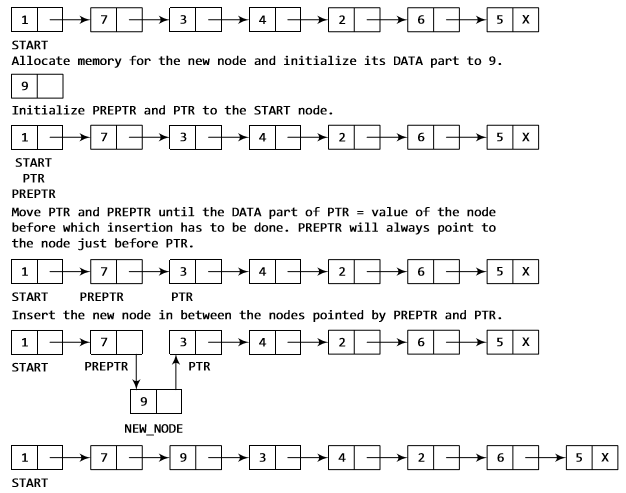 1 7 3 4 2 6 5 X
START
Allocate memory for the new node and initialize its DATA part to 9.
9
Initialize PREPTR and PTR to the START node.
1 7 3 4 2 6 5 X
START
PTR
PREPTR
Move PTR and PREPTR until the DATA part of PTR = value of the node
before which insertion has to be done. PREPTR will always point to
the node just before PTR.
1 7 3 4 2 6 5 X
START PREPTR PTR
Insert the new node in between the nodes pointed by PREPTR and PTR.
1 7 3 4 2 6 5 X
START PREPTR PTR
9
NEW_NODE
1 7 9 3 4 2 6 5 X
START